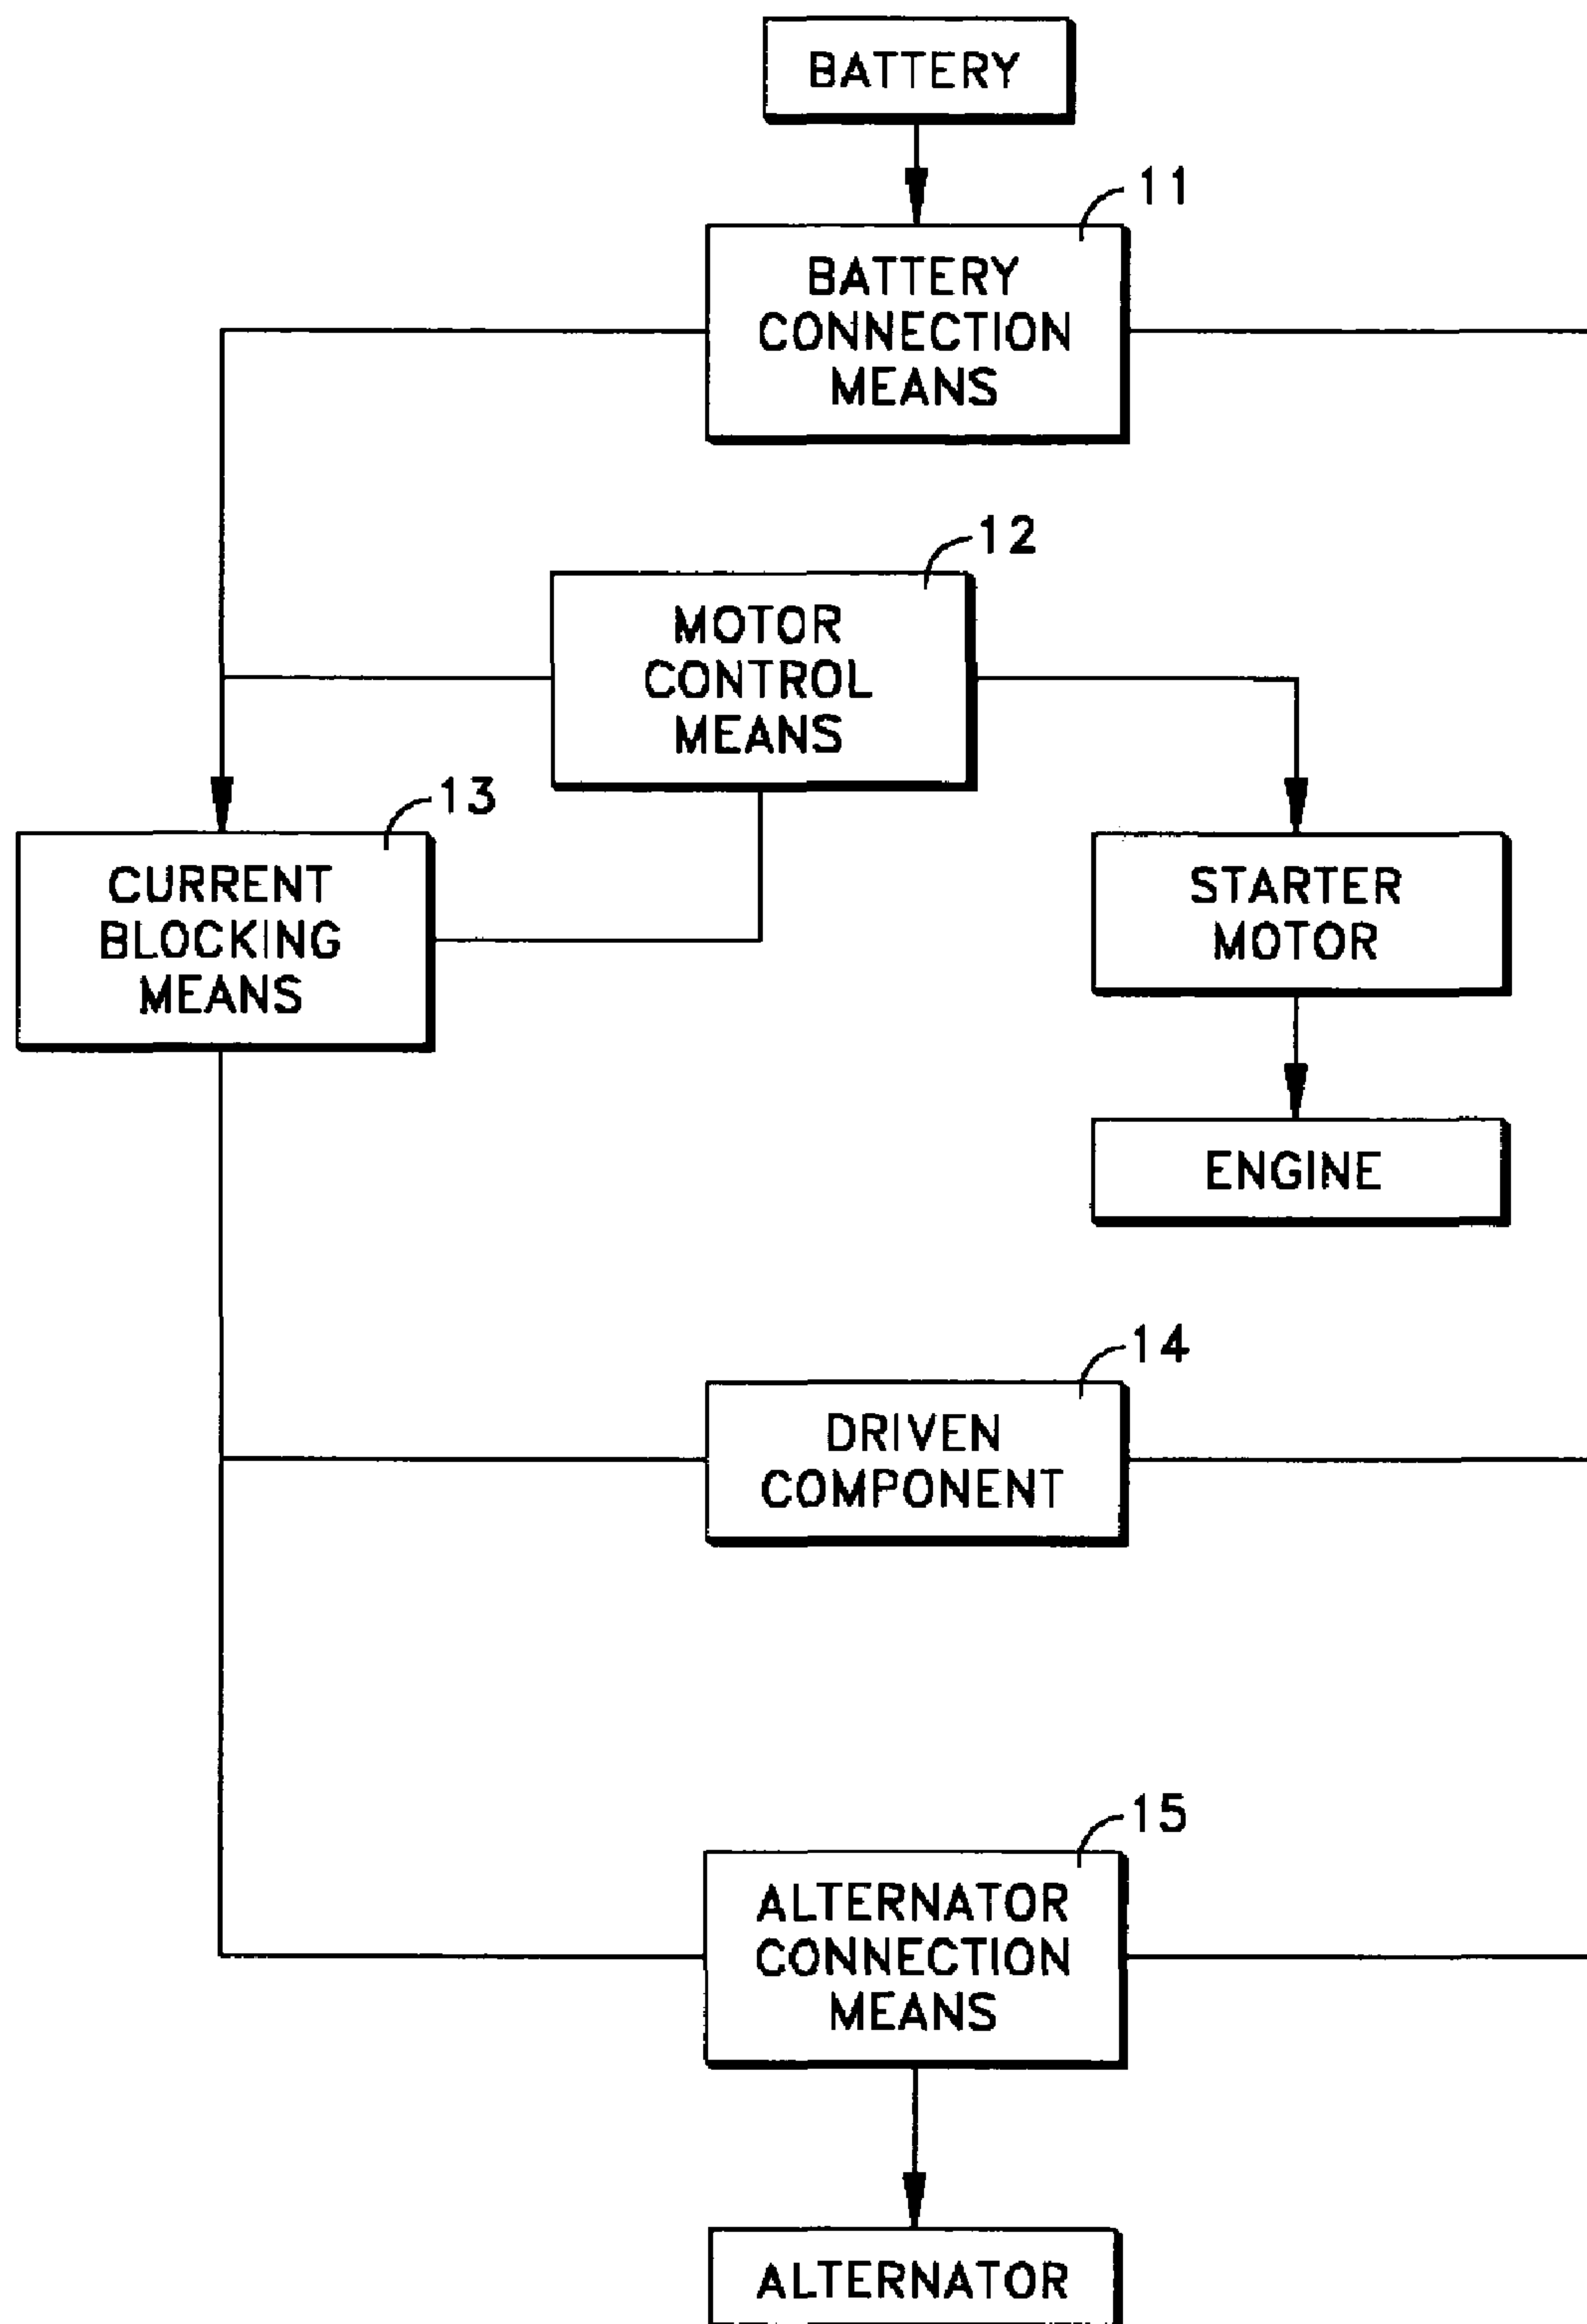 BATTERY
11
BATTERY
CONNECTION
MEANS
12
MOTOR
CONTROL
MEANS
13
CURRENT
BLOCKING
MEANS
STARTER
MOTOR
ENGINE
14
DRIVEN
COMPONENT
15
ALTERNATOR
CONNECTION
MEANS
ALTERNATOR